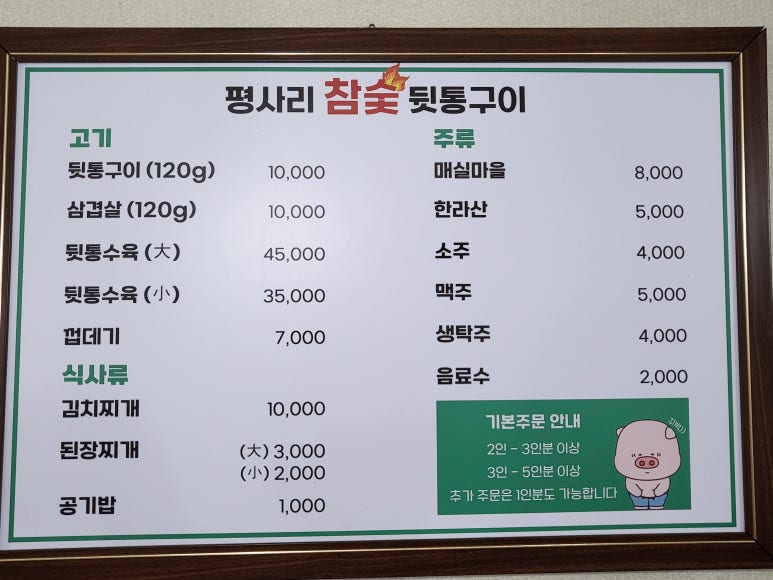 평사리 참숯 뒷통구이
고기
뒷통구이 (120g) 10,000
삼겹살 (120g) 10,000
뒷통수육 (大) 45,000
뒷통수육 (小) 35,000
껍데기 7,000
식사류
김치찌개 10,000
된장찌개 (大) 3,000
(小) 2,000
공기밥 1,000
주류
매실마을 8,000
한라산 5,000
소주 4,000
맥주 5,000
생탁주 4,000
음료수 2,000
기본주문 안내
2인 - 3인분 이상
3인 - 5인분 이상
추가 주문은 1인분도 가능합니다
꾸벅))